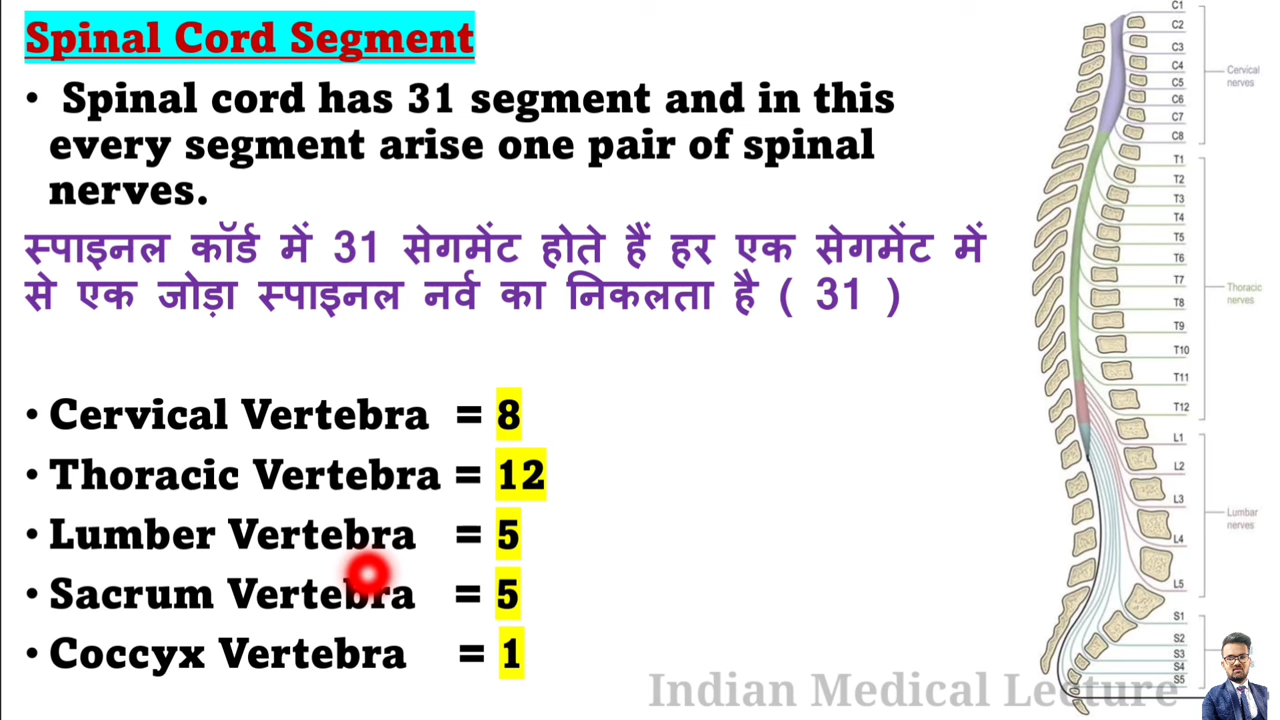 Spinal Cord Segment
• Spinal cord has 31 segment and in this
every segment arise one pair of spinal
nerves.
स्पाइनल कॉर्ड में 31 सेगमेंट होते हैं हर एक सेगमेंट में
से एक जोड़ा स्पाइनल नर्व का निकलता है ( 31 )
• Cervical Vertebra = 8
• Thoracic Vertebra = 12
• Lumber Vertebra = 5
• Sacrum Vertebra = 5
• Coccyx Vertebra = 1
C1
C2
C3
C4
C5
C6
C7
C8
Cervical
nerves
T1
T2
T3
T4
T5
T6
T7
T8
T9
T10
T11
T12
Thoracic
nerves
L1
L2
L3
L4
L5
Lumbar
nerves
S1
S2
S3
S4
S5
Indian Medical Lecture